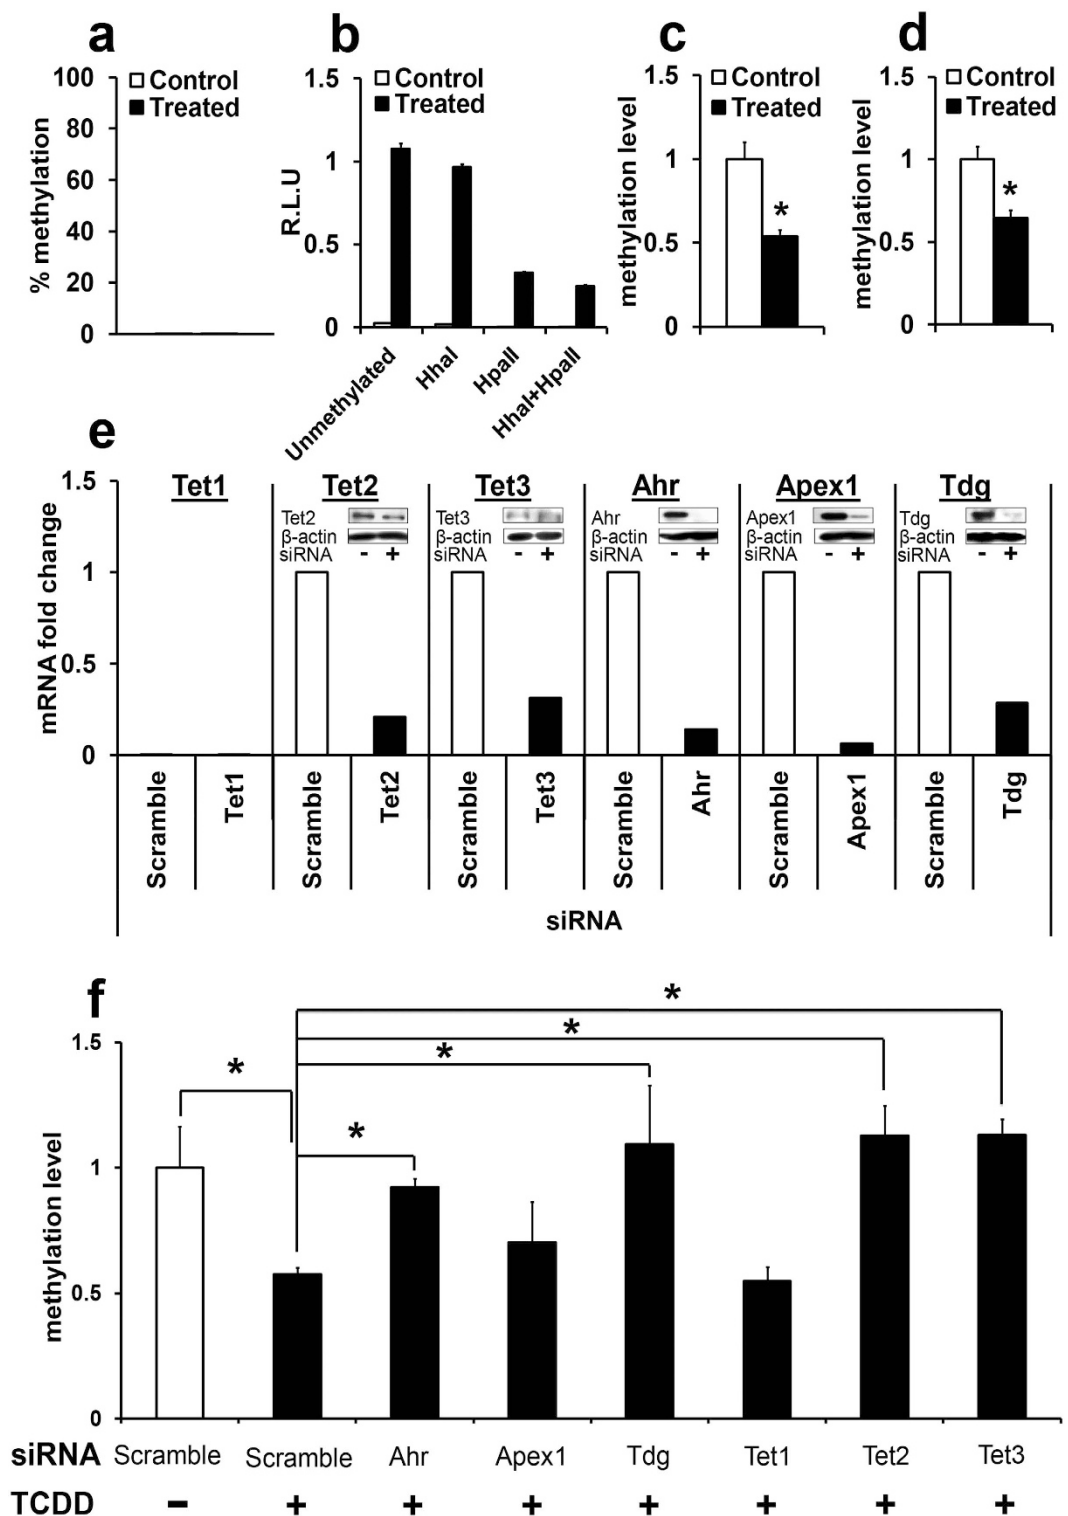 a
100
80
60
40
20
0
% methylation
Control
Treated
b
1.5
1
0.5
0
R.L.U
Control
Treated
Unmethylated
HhaI
HpaII
HhaI+HpaII
c
1.5
1
0.5
0
methylation level
Control
Treated
*
d
1.5
1
0.5
0
methylation level
Control
Treated
*
e
1.5
1
0.5
0
mRNA fold change
Tet1
Tet2
Tet3
Ahr
Apex1
Tdg
Tet2
β-actin
siRNA - +
Tet3
β-actin
siRNA - +
Ahr
β-actin
siRNA - +
Apex1
β-actin
siRNA - +
Tdg
β-actin
siRNA - +
Scramble
Tet1
Scramble
Tet2
Scramble
Tet3
Scramble
Ahr
Scramble
Apex1
Scramble
Tdg
siRNA
f
1.5
1
0.5
0
methylation level
*
*
*
*
*
siRNA Scramble Scramble Ahr Apex1 Tdg Tet1 Tet2 Tet3
TCDD - + + + + + + +